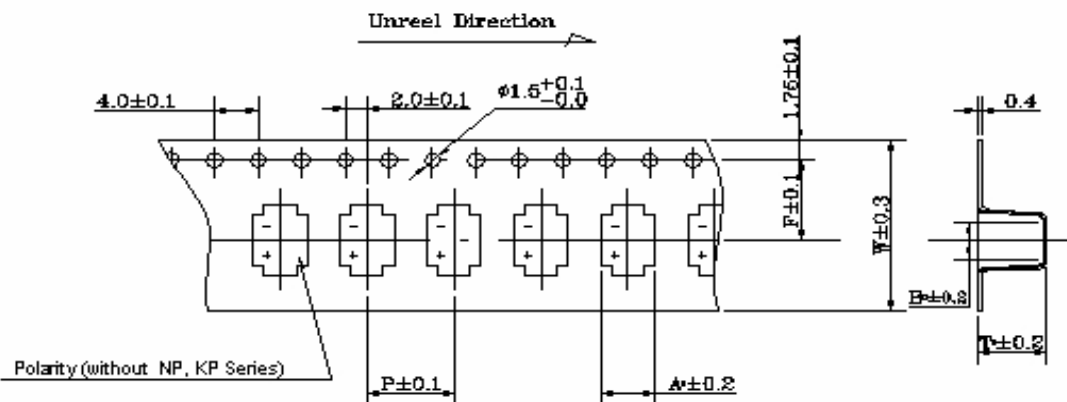 Unreel Direction
4.0±0.1
2.0±0.1
ø1.5+0.1
-0.0
1.75±0.1
0.4
F±0.1
W±0.3
- - - - -
+ + + + +
B±0.2
T±0.2
Polarity (without NP, KP Series)
P±0.1
A±0.2